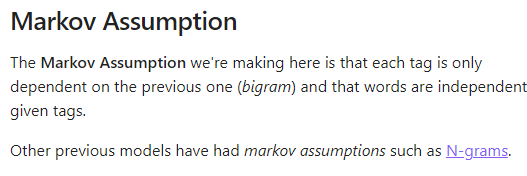 Markov Assumption
The Markov Assumption we're making here is that each tag is only
dependent on the previous one (bigram) and that words are independent
given tags.
Other previous models have had markov assumptions such as N-grams.